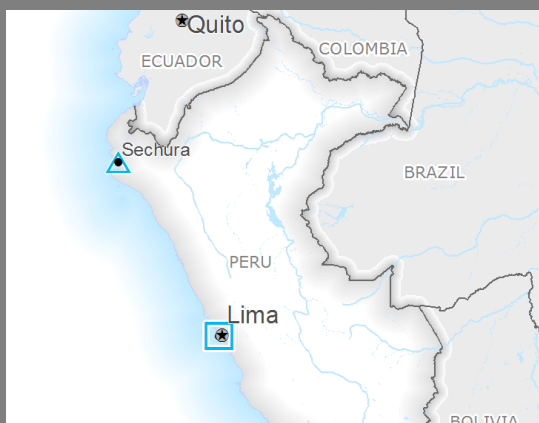 Quito
COLOMBIA
ECUADOR
Sechura
BRAZIL
PERU
Lima
BOLIVIA